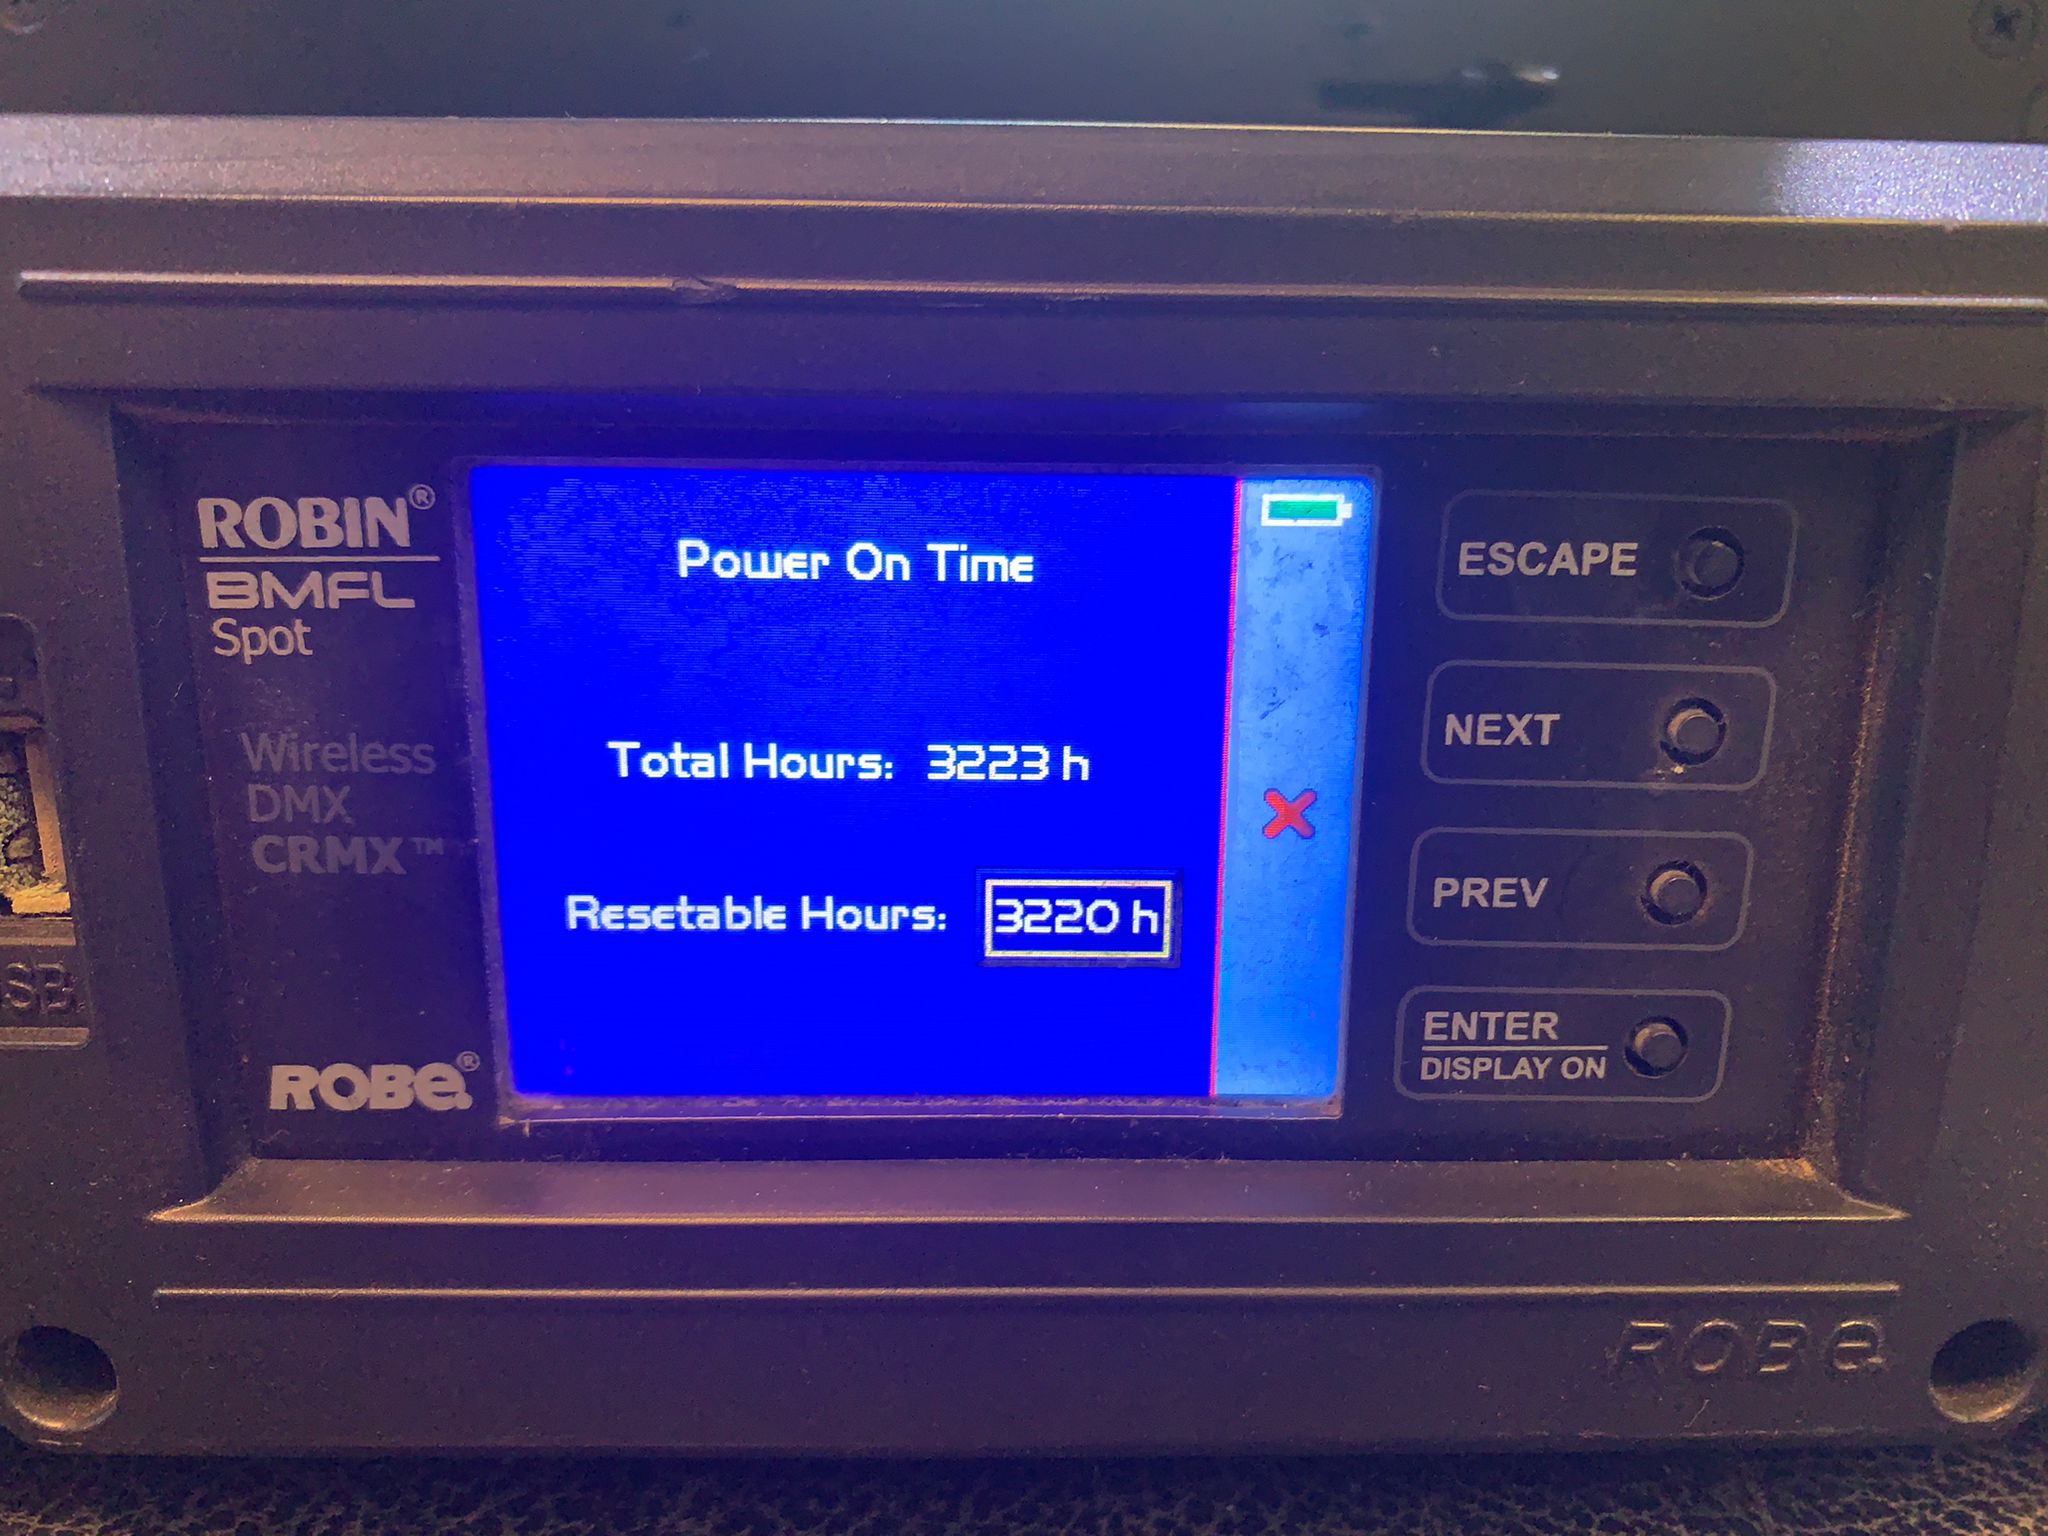 ROBIN®
BMFL
Spot
Wireless
DMX
CRMX™
ROBe®
Power On Time
Total Hours: 3223 h
Resetable Hours: 3220 h
ESCAPE
NEXT
PREV
ENTER
DISPLAY ON
SB
ROBe